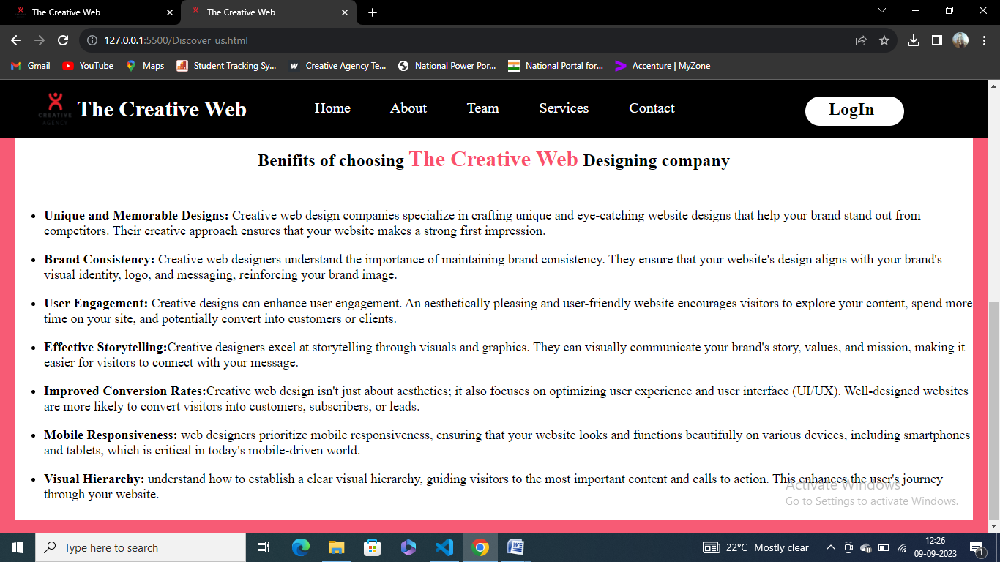 The Creative Web
The Creative Web
127.0.0.1:5500/Discover_us.html
Gmail
YouTube
Maps
Student Tracking Sy...
Creative Agency Te...
National Power Por...
National Portal for...
Accenture | MyZone
CREATIVE
AGENCY
The Creative Web
Home
About
Team
Services
Contact
LogIn
Benifits of choosing The Creative Web Designing company
• Unique and Memorable Designs: Creative web design companies specialize in crafting unique and eye-catching website designs that help your brand stand out from
competitors. Their creative approach ensures that your website makes a strong first impression.
• Brand Consistency: Creative web designers understand the importance of maintaining brand consistency. They ensure that your website's design aligns with your brand's
visual identity, logo, and messaging, reinforcing your brand image.
• User Engagement: Creative designs can enhance user engagement. An aesthetically pleasing and user-friendly website encourages visitors to explore your content, spend more
time on your site, and potentially convert into customers or clients.
• Effective Storytelling:Creative designers excel at storytelling through visuals and graphics. They can visually communicate your brand's story, values, and mission, making it
easier for visitors to connect with your message.
• Improved Conversion Rates:Creative web design isn't just about aesthetics; it also focuses on optimizing user experience and user interface (UI/UX). Well-designed websites
are more likely to convert visitors into customers, subscribers, or leads.
• Mobile Responsiveness: web designers prioritize mobile responsiveness, ensuring that your website looks and functions beautifully on various devices, including smartphones
and tablets, which is critical in today's mobile-driven world.
• Visual Hierarchy: understand how to establish a clear visual hierarchy, guiding visitors to the most important content and calls to action. This enhances the user's journey
through your website.
Activate Windows
Go to Settings to activate Windows.
Type here to search
22°C Mostly clear
12:26
09-09-2023
1